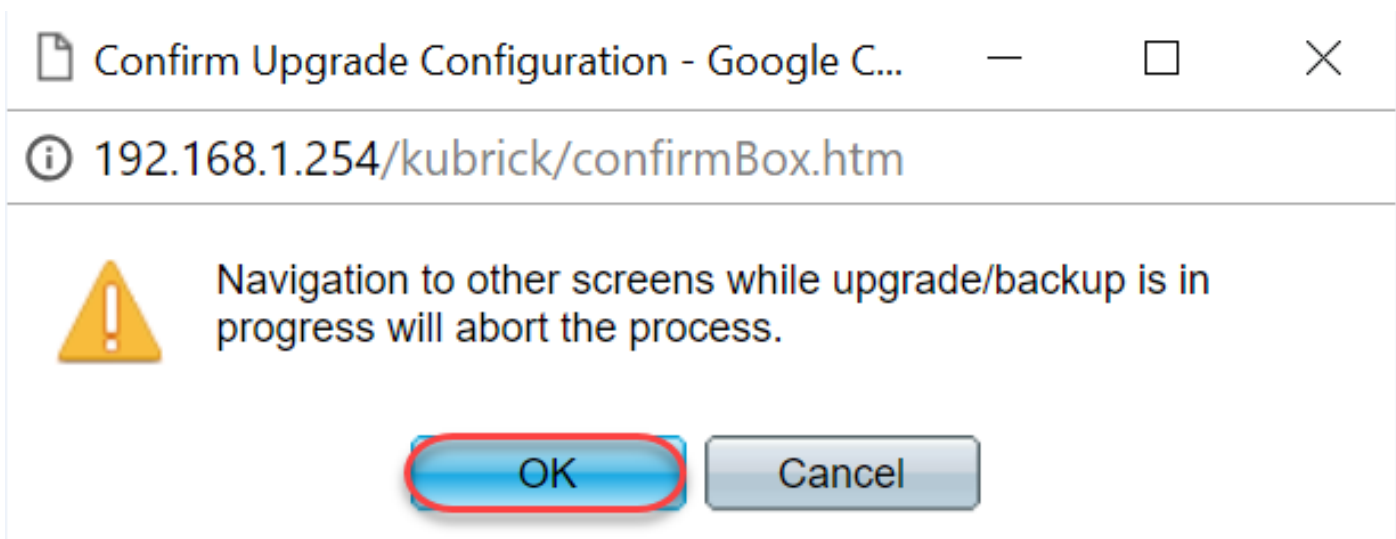 Confirm Upgrade Configuration - Google C...
192.168.1.254/kubrick/confirmBox.htm
Navigation to other screens while upgrade/backup is in
progress will abort the process.
OK Cancel